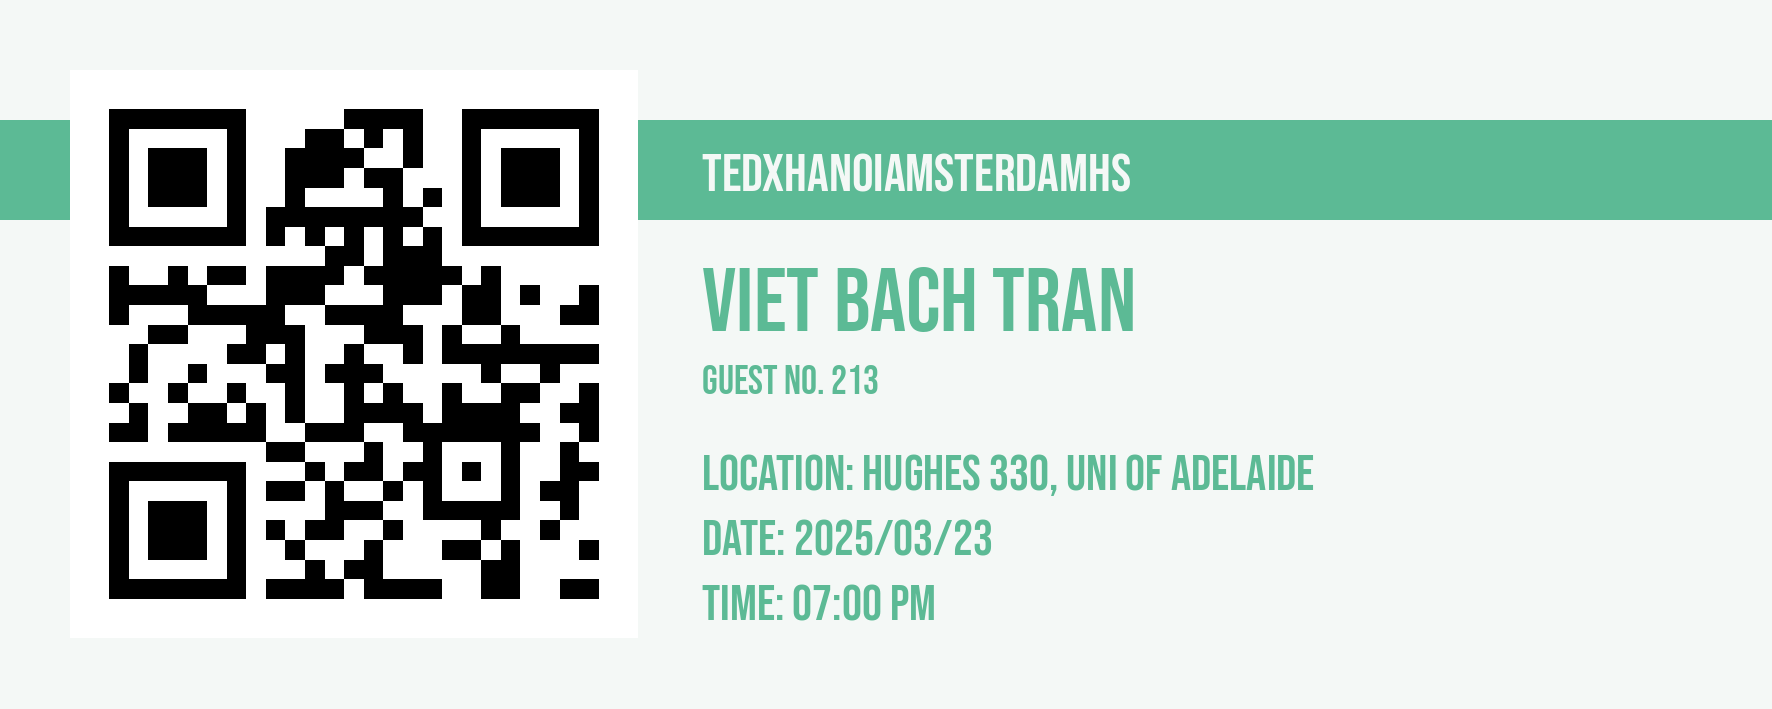 TEDXHANOIAMSTERDAMHS
VIET BACH TRAN
GUEST NO. 213
LOCATION: HUGHES 330, UNI OF ADELAIDE
DATE: 2025/03/23
TIME: 07:00 PM